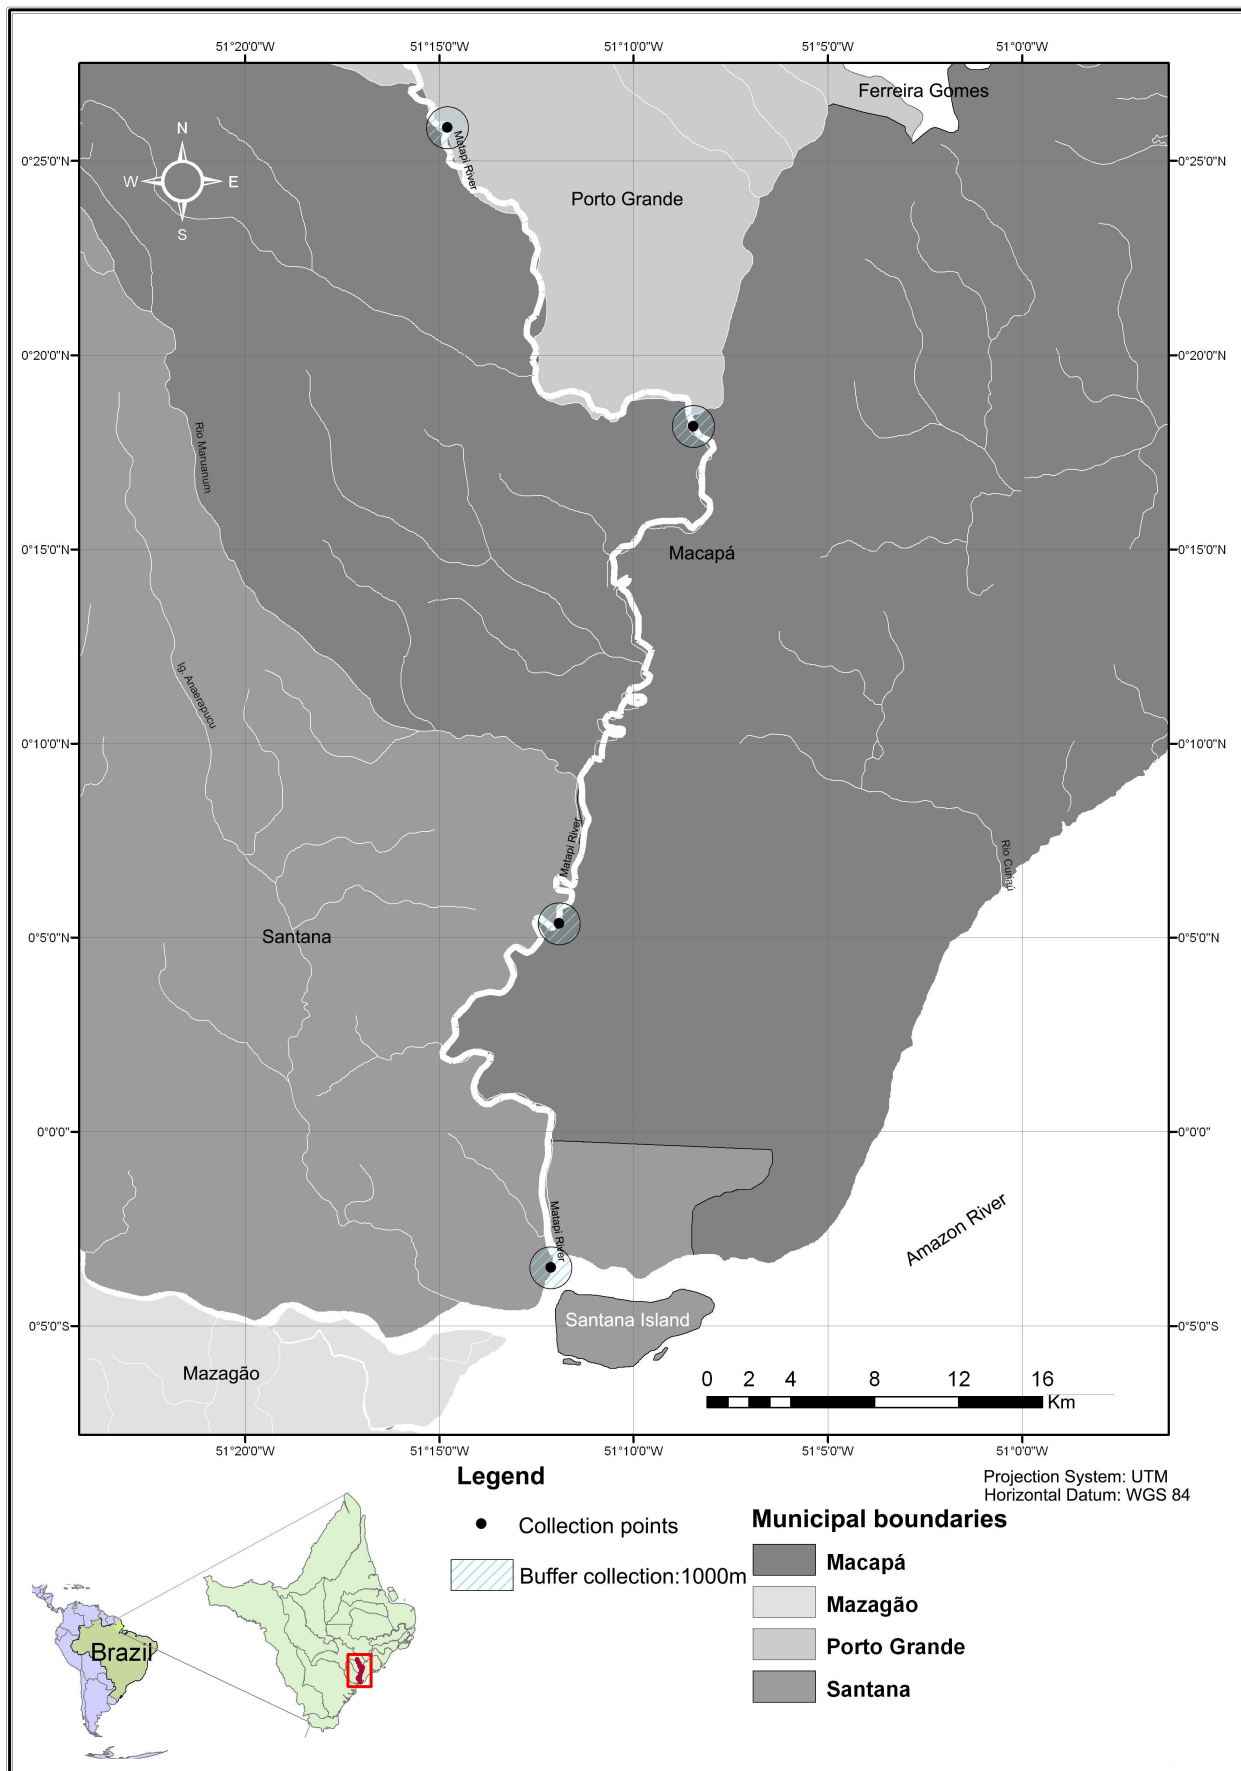 51°20'0"W 51°15'0"W 51°10'0"W 51°5'0"W 51°0'0"W
Ferreira Gomes
N
W E
S
Matapi River
0°25'0"N 0°25'0"N
Porto Grande
0°20'0"N 0°20'0"N
Rio Maruanum
0°15'0"N 0°15'0"N
Macapá
Ig. Anaerapucu
0°10'0"N 0°10'0"N
Matapi River
Rio Curiaú
Santana
0°5'0"N 0°5'0"N
0°0'0" 0°0'0"
Matapi River
Amazon River
Santana Island
0°5'0"S 0°5'0"S
Mazagão
0 2 4 8 12 16
Km
51°20'0"W 51°15'0"W 51°10'0"W 51°5'0"W 51°0'0"W
Legend
Projection System: UTM
Horizontal Datum: WGS 84
Collection points
Buffer collection:1000m
Municipal boundaries
Macapá
Mazagão
Porto Grande
Santana
Brazil